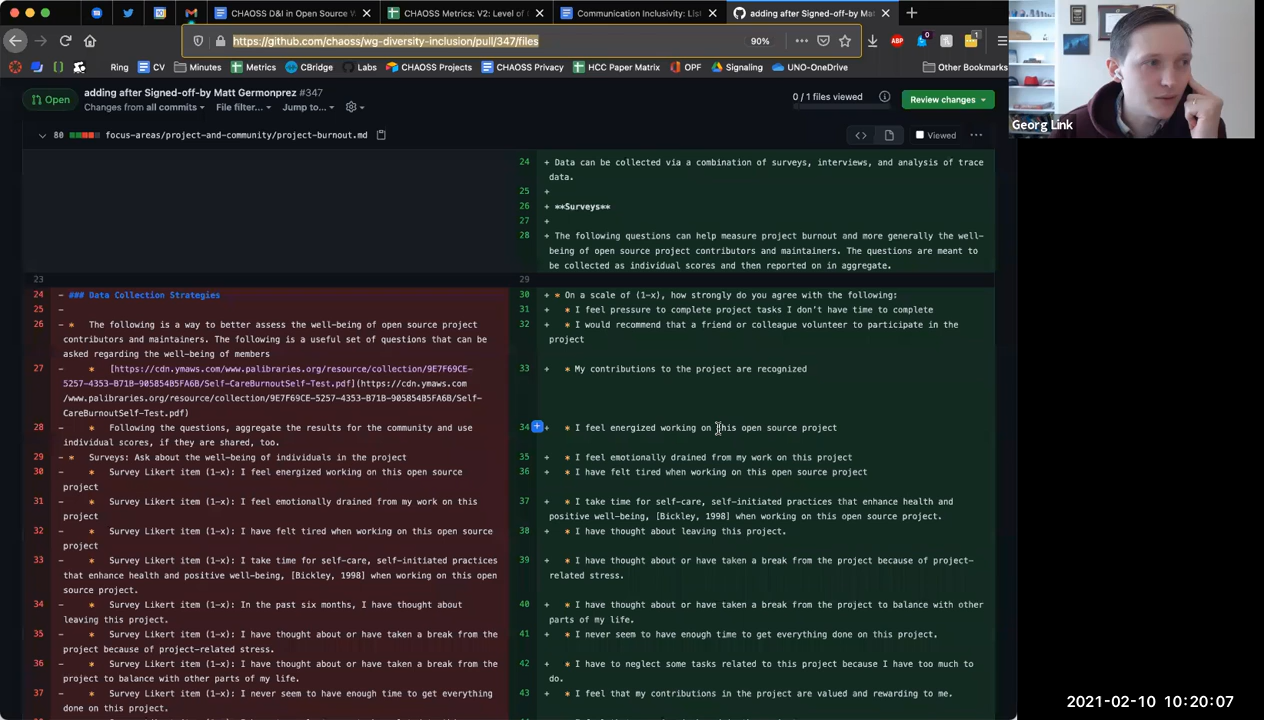 CHAOSS D&I in Open Source W
CHAOSS Metrics: V2: Level of
Communication Inclusivity: List
adding after Signed-off-by Mat
https://github.com/chaoss/wg-diversity-inclusion/pull/347/files
90%
Ring
CV
Minutes
Metrics
CBridge
Labs
CHAOSS Projects
CHAOSS Privacy
HCC Paper Matrix
OPF
Signaling
UNO-OneDrive
Other Bookmarks
Georg Link
Open
adding after Signed-off-by Matt Germonprez #347
Changes from all commits
File filter...
Jump to...
0 / 1 files viewed
Review changes
80
focus-areas/project-and-community/project-burnout.md
Viewed
24 + Data can be collected via a combination of surveys, interviews, and analysis of trace
data.
25 +
26 + **Surveys**
27 +
28 + The following questions can help measure project burnout and more generally the well-
being of open source project contributors and maintainers. The questions are meant to
be collected as individual scores and then reported on in aggregate.
23
29
24 - ### Data Collection Strategies
25 -
26 - * The following is a way to better assess the well-being of open source project
contributors and maintainers. The following is a useful set of questions that can be
asked regarding the well-being of members
27 - * [https://cdn.ymaws.com/www.palibraries.org/resource/collection/9E7F69CE-
5257-4353-B71B-905854B5FA6B/Self-CareBurnoutSelf-Test.pdf](https://cdn.ymaws.com
/www.palibraries.org/resource/collection/9E7F69CE-5257-4353-B71B-905854B5FA6B/Self-
CareBurnoutSelf-Test.pdf)
28 - * Following the questions, aggregate the results for the community and use
individual scores, if they are shared, too.
29 - * Surveys: Ask about the well-being of individuals in the project
30 - * Survey Likert item (1-x): I feel energized working on this open source
project
31 - * Survey Likert item (1-x): I feel emotionally drained from my work on this
project
32 - * Survey Likert item (1-x): I have felt tired when working on this open source
project
33 - * Survey Likert item (1-x): I take time for self-care, self-initiated practices
that enhance health and positive well-being, [Bickley, 1998] when working on this open
source project.
34 - * Survey Likert item (1-x): In the past six months, I have thought about
leaving this project.
35 - * Survey Likert item (1-x): I have thought about or have taken a break from the
project because of project-related stress.
36 - * Survey Likert item (1-x): I have thought about or have taken a break from the
project to balance with other parts of my life.
37 - * Survey Likert item (1-x): I never seem to have enough time to get everything
done on this project.
30 + * On a scale of (1-x), how strongly do you agree with the following:
31 + * I feel pressure to complete project tasks I don't have time to complete
32 + * I would recommend that a friend or colleague volunteer to participate in the
project
33 + * My contributions to the project are recognized
34 + * I feel energized working on this open source project
35 + * I feel emotionally drained from my work on this project
36 + * I have felt tired when working on this open source project
37 + * I take time for self-care, self-initiated practices that enhance health and
positive well-being, [Bickley, 1998] when working on this open source project.
38 + * I have thought about leaving this project.
39 + * I have thought about or have taken a break from the project because of project-
related stress.
40 + * I have thought about or have taken a break from the project to balance with other
parts of my life.
41 + * I never seem to have enough time to get everything done on this project.
42 + * I have to neglect some tasks related to this project because I have too much to
do.
43 + * I feel that my contributions in the project are valued and rewarding to me.
2021-02-10 10:20:07